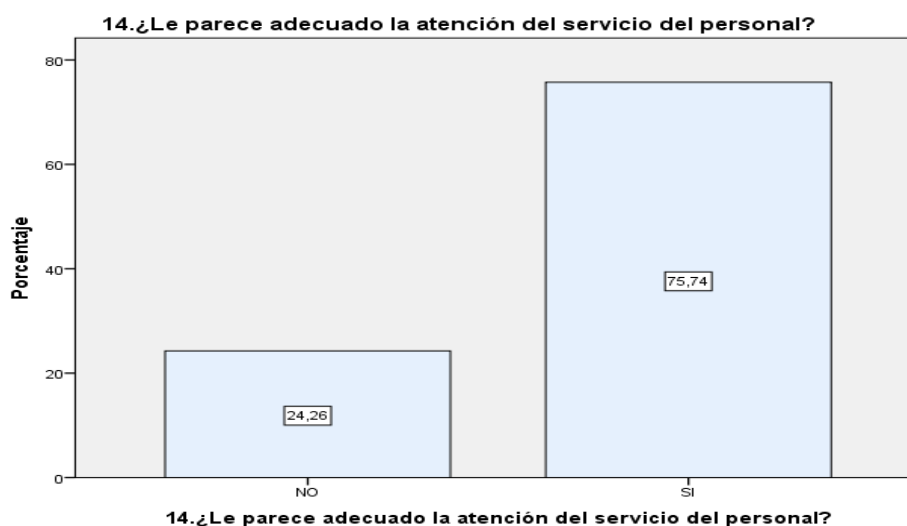 14.¿Le parece adecuado la atención del servicio del personal?
80
60
40
20
0
Porcentaje
24,26
75,74
NO
SI
14.¿Le parece adecuado la atención del servicio del personal?